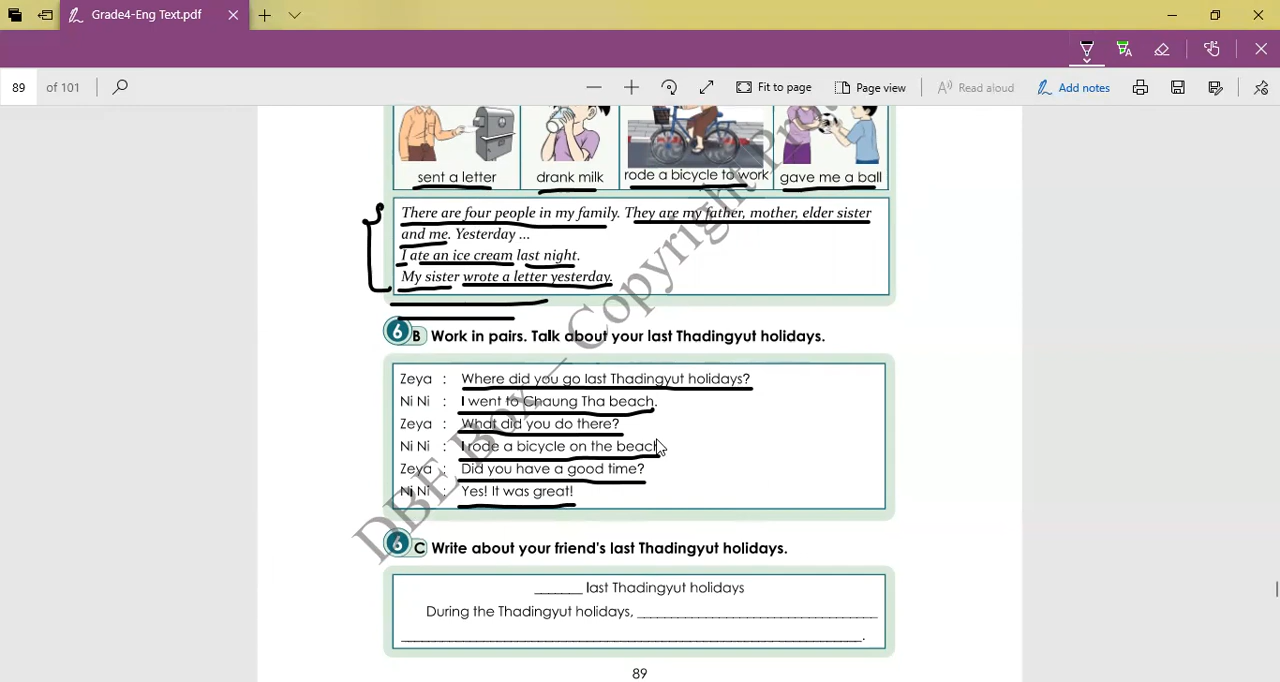 Grade4-Eng Text.pdf
89 of 101 Fit to page Page view Read aloud Add notes
sent a letter drank milk rode a bicycle to work gave me a ball
There are four people in my family. They are my father, mother, elder sister
and me. Yesterday ...
I ate an ice cream last night.
My sister wrote a letter yesterday.
6 B Work in pairs. Talk about your last Thadingyut holidays.
Zeya : Where did you go last Thadingyut holidays?
Ni Ni : I went to Chaung Tha beach.
Zeya : What did you do there?
Ni Ni : I rode a bicycle on the beach
Zeya : Did you have a good time?
Ni Ni : Yes! It was great!
6 C Write about your friend's last Thadingyut holidays.
_______ last Thadingyut holidays
During the Thadingyut holidays, ____________________________________
______________________________________________________________________.
89
DBE Box – Copyright Pr